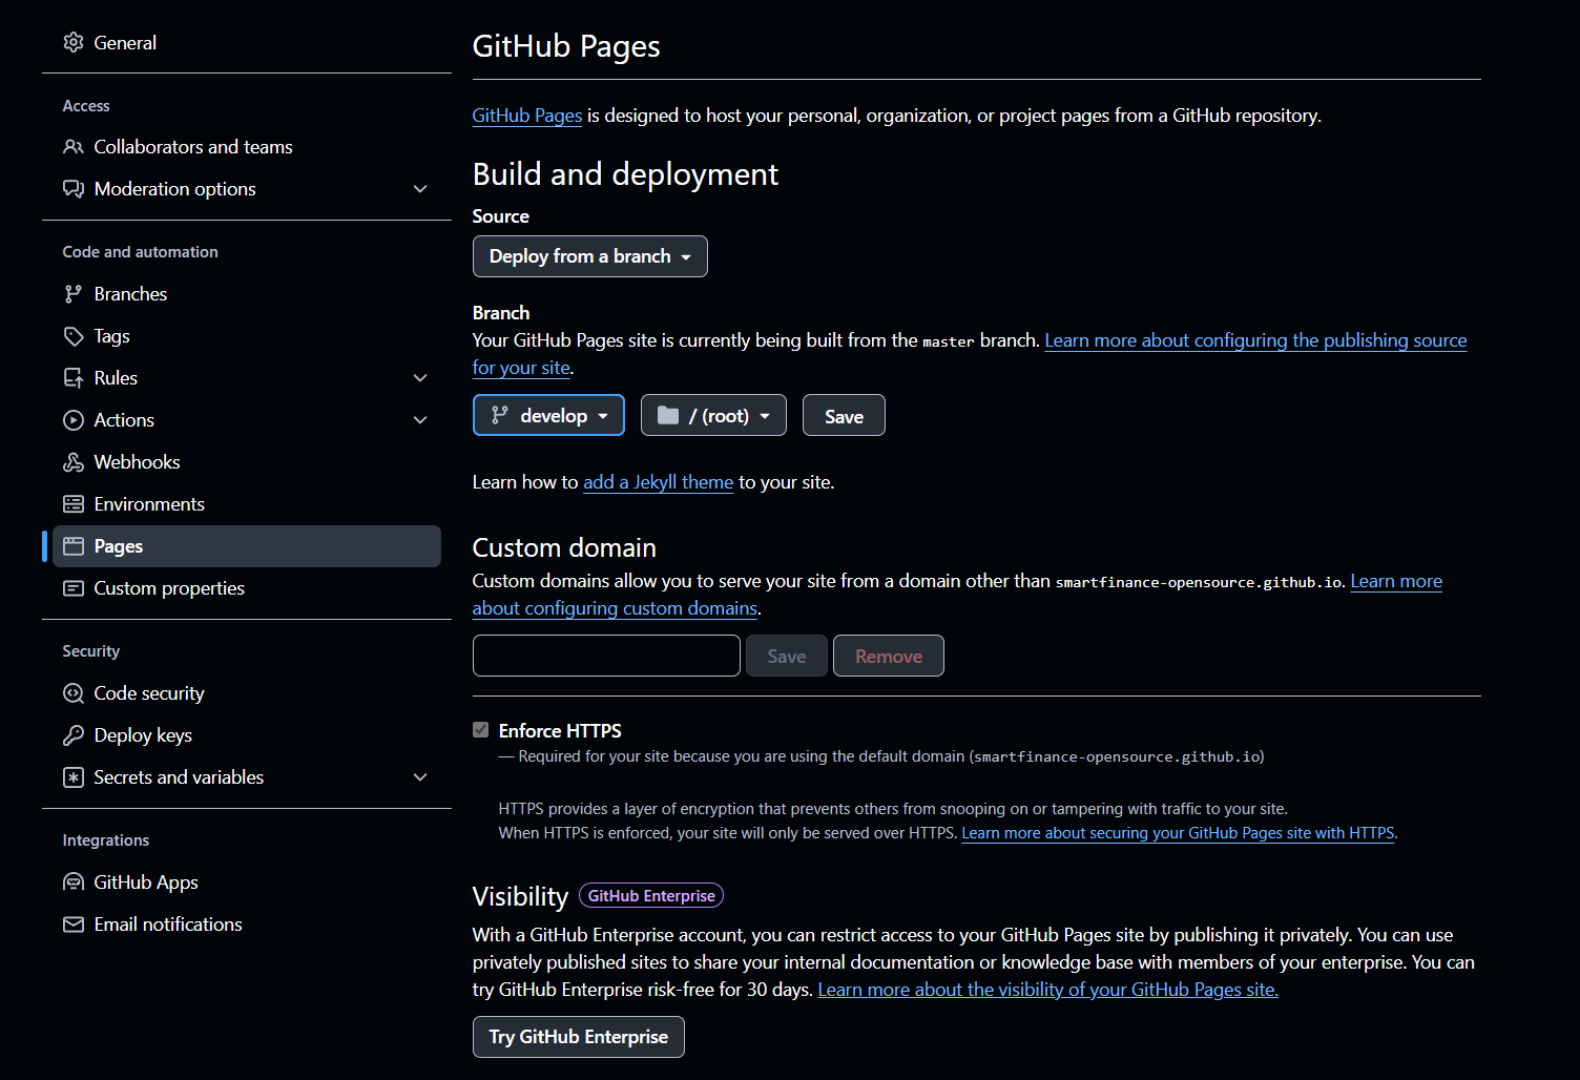 General
Access
Collaborators and teams
Moderation options
Code and automation
Branches
Tags
Rules
Actions
Webhooks
Environments
Pages
Custom properties
Security
Code security
Deploy keys
Secrets and variables
Integrations
GitHub Apps
Email notifications
GitHub Pages
GitHub Pages is designed to host your personal, organization, or project pages from a GitHub repository.
Build and deployment
Source
Deploy from a branch
Branch
Your GitHub Pages site is currently being built from the master branch. Learn more about configuring the publishing source
for your site.
develop
/ (root)
Save
Learn how to add a Jekyll theme to your site.
Custom domain
Custom domains allow you to serve your site from a domain other than smartfinance-opensource.github.io. Learn more
about configuring custom domains.
Save
Remove
Enforce HTTPS
— Required for your site because you are using the default domain (smartfinance-opensource.github.io)
HTTPS provides a layer of encryption that prevents others from snooping on or tampering with traffic to your site.
When HTTPS is enforced, your site will only be served over HTTPS. Learn more about securing your GitHub Pages site with HTTPS.
Visibility GitHub Enterprise
With a GitHub Enterprise account, you can restrict access to your GitHub Pages site by publishing it privately. You can use
privately published sites to share your internal documentation or knowledge base with members of your enterprise. You can
try GitHub Enterprise risk-free for 30 days. Learn more about the visibility of your GitHub Pages site.
Try GitHub Enterprise